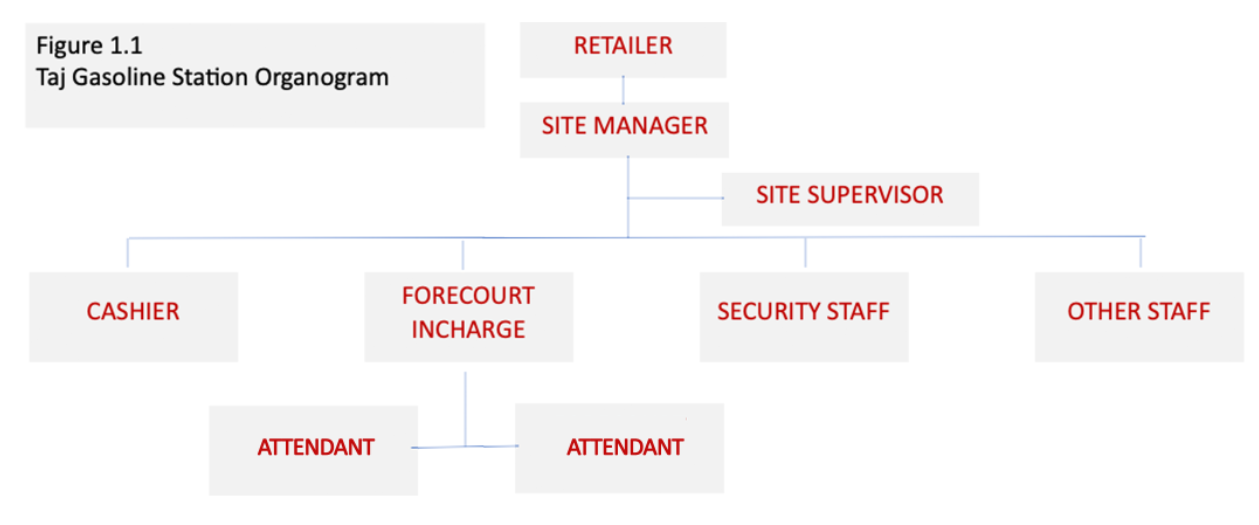 Figure 1.1
Taj Gasoline Station Organogram
RETAILER
SITE MANAGER
SITE SUPERVISOR
CASHIER
FORECOURT
INCHARGE
SECURITY STAFF
OTHER STAFF
ATTENDANT
ATTENDANT